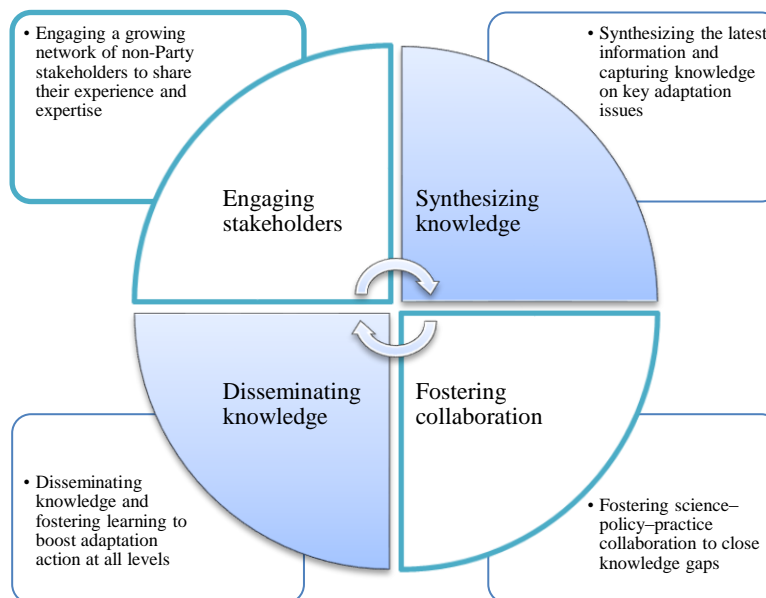 • Engaging a growing
network of non-Party
stakeholders to share
their experience and
expertise
• Synthesizing the latest
information and
capturing knowledge
on key adaptation
issues
Engaging
stakeholders
Synthesizing
knowledge
Disseminating
knowledge
Fostering
collaboration
• Disseminating
knowledge and
fostering learning to
boost adaptation
action at all levels
• Fostering science–
policy–practice
collaboration to close
knowledge gaps